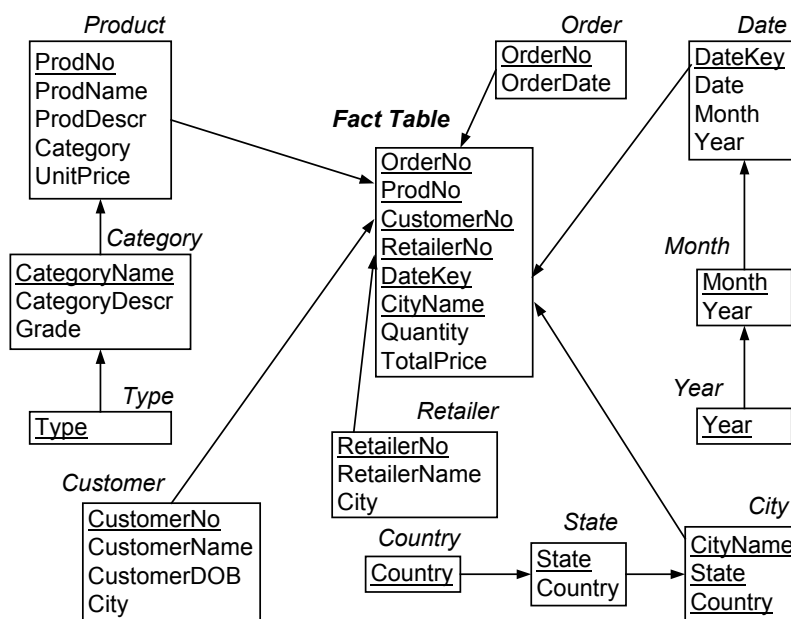 Product
ProdNo
ProdName
ProdDescr
Category
UnitPrice
Order
OrderNo
OrderDate
Date
DateKey
Date
Month
Year
Fact Table
OrderNo
ProdNo
CustomerNo
RetailerNo
DateKey
CityName
Quantity
TotalPrice
Category
CategoryName
CategoryDescr
Grade
Month
Month
Year
Type
Type
Year
Year
Retailer
RetailerNo
RetailerName
City
Customer
CustomerNo
CustomerName
CustomerDOB
City
Country
Country
State
State
Country
City
CityName
State
Country